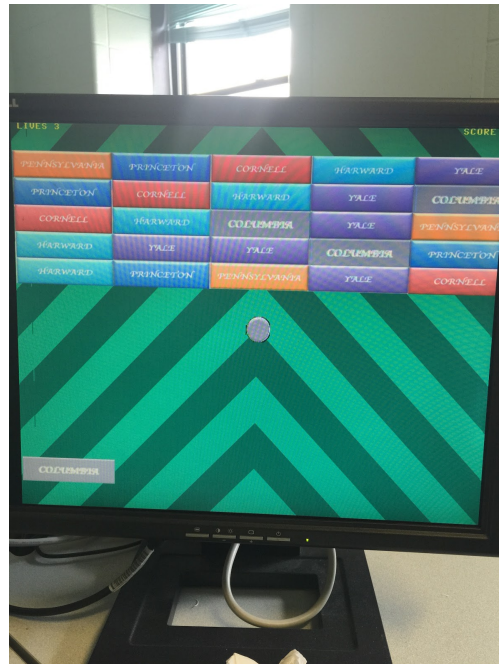 LIVES 3
SCORE
PENNSYLVANIA PRINCETON CORNELL HARWARD YALE
PRINCETON CORNELL HARWARD YALE COLUMBIA
CORNELL HARWARD COLUMBIA YALE PENNSYLVAN
HARWARD YALE YALE COLUMBIA PRINCETON
HARWARD PRINCETON PENNSYLVANIA YALE CORNELL
COLUMBIA